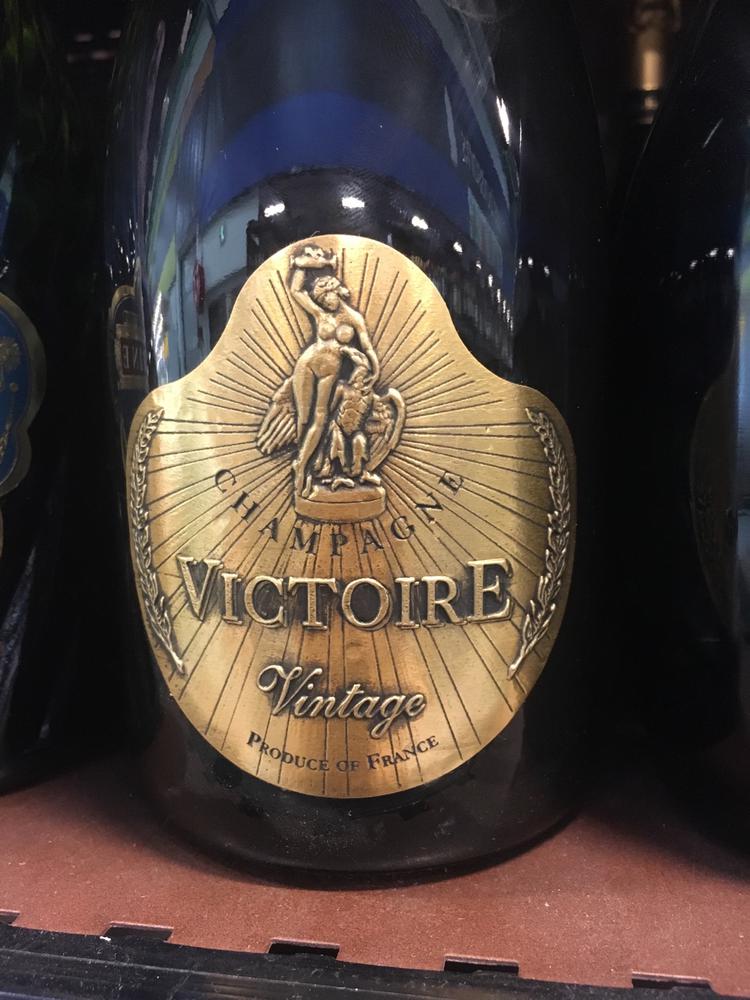 CHAMPAGNE
VICTOIRE
Vintage
PRODUCE OF FRANCE